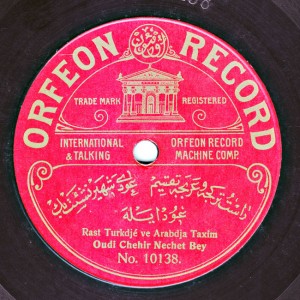 ORFEON RECORD
TRADE MARK
REGISTERED
INTERNATIONAL
& TALKING
ORFEON RECORD
MACHINE COMP.
عودايله
Rast Turkdjé ve Arabdja Taxim
Oudi Chehir Nechet Bey
No. 10138.